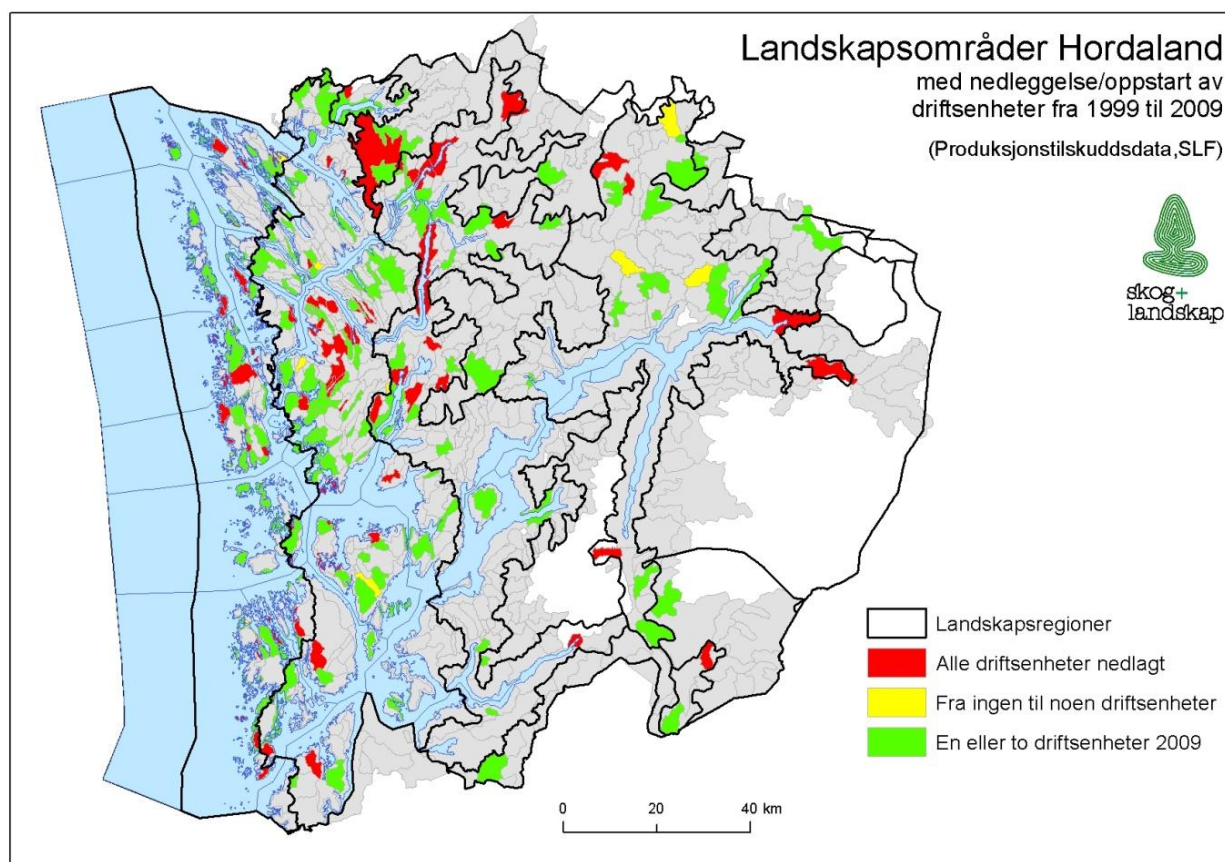 Landskapsområder Hordaland
med nedleggelse/oppstart av
driftsenheter fra 1999 til 2009
(Produksjonstilskuddsdata,SLF)
skog+
landskap
Landskapsregioner
Alle driftsenheter nedlagt
Fra ingen til noen driftsenheter
En eller to driftsenheter 2009
0 20 40 km